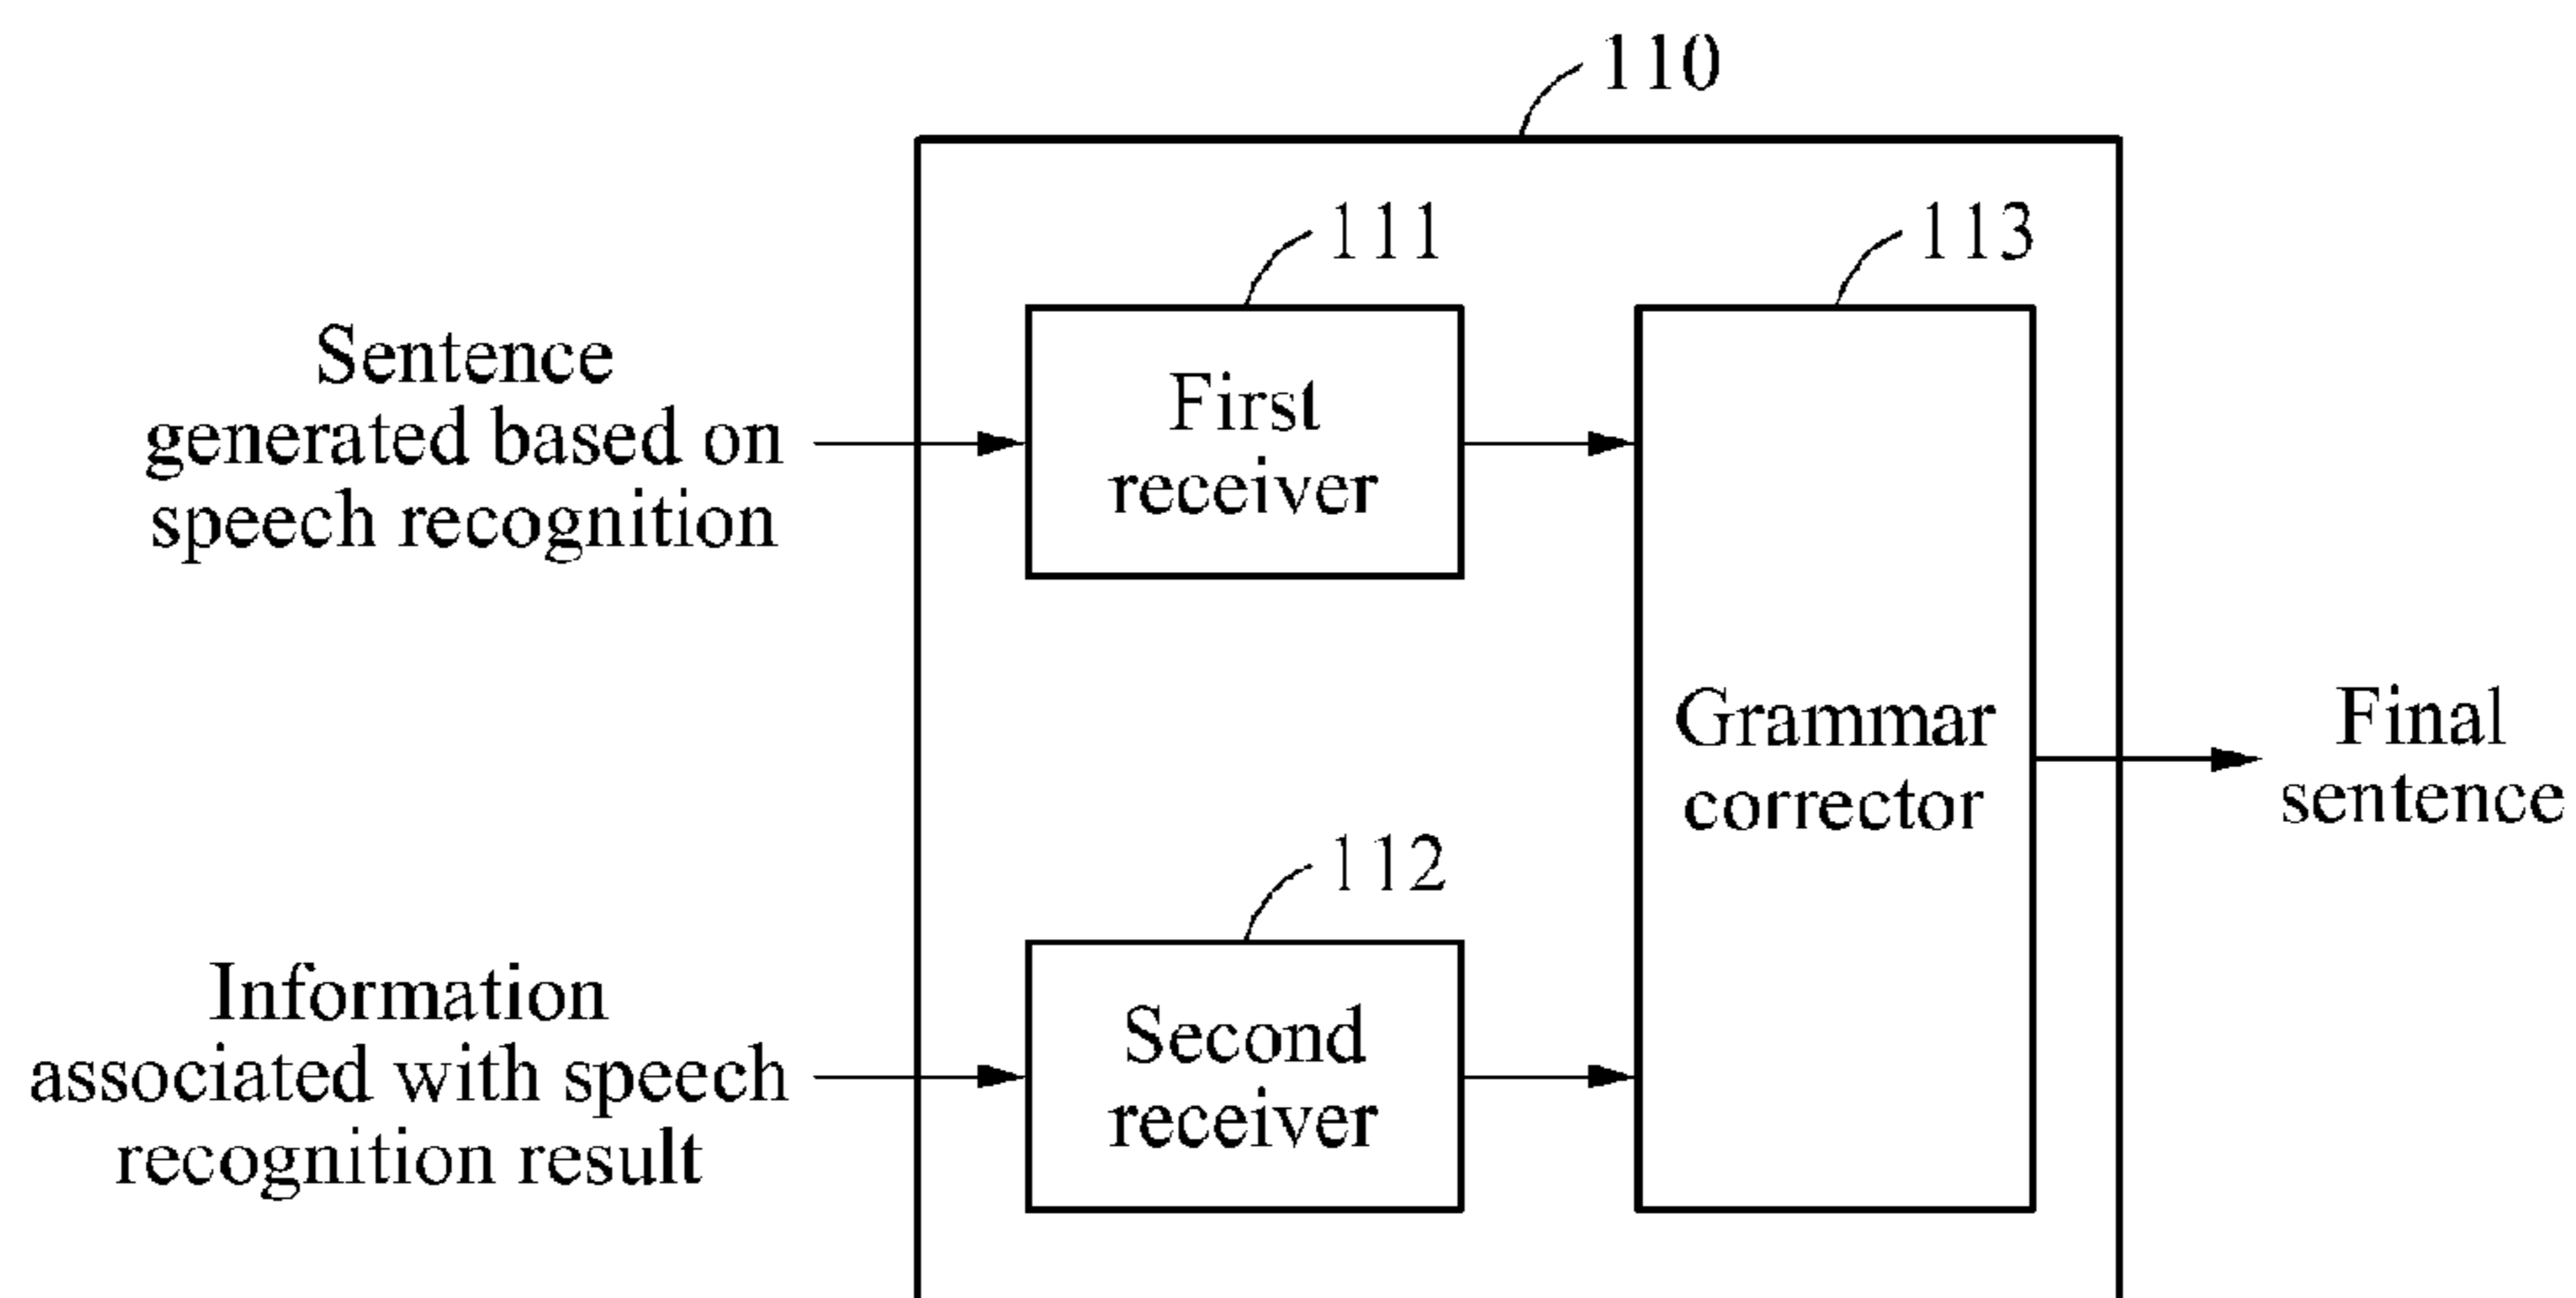 110
111
113
Sentence
generated based on
speech recognition
First
receiver
Grammar
corrector
Final
sentence
112
Information
associated with speech
recognition result
Second
receiver